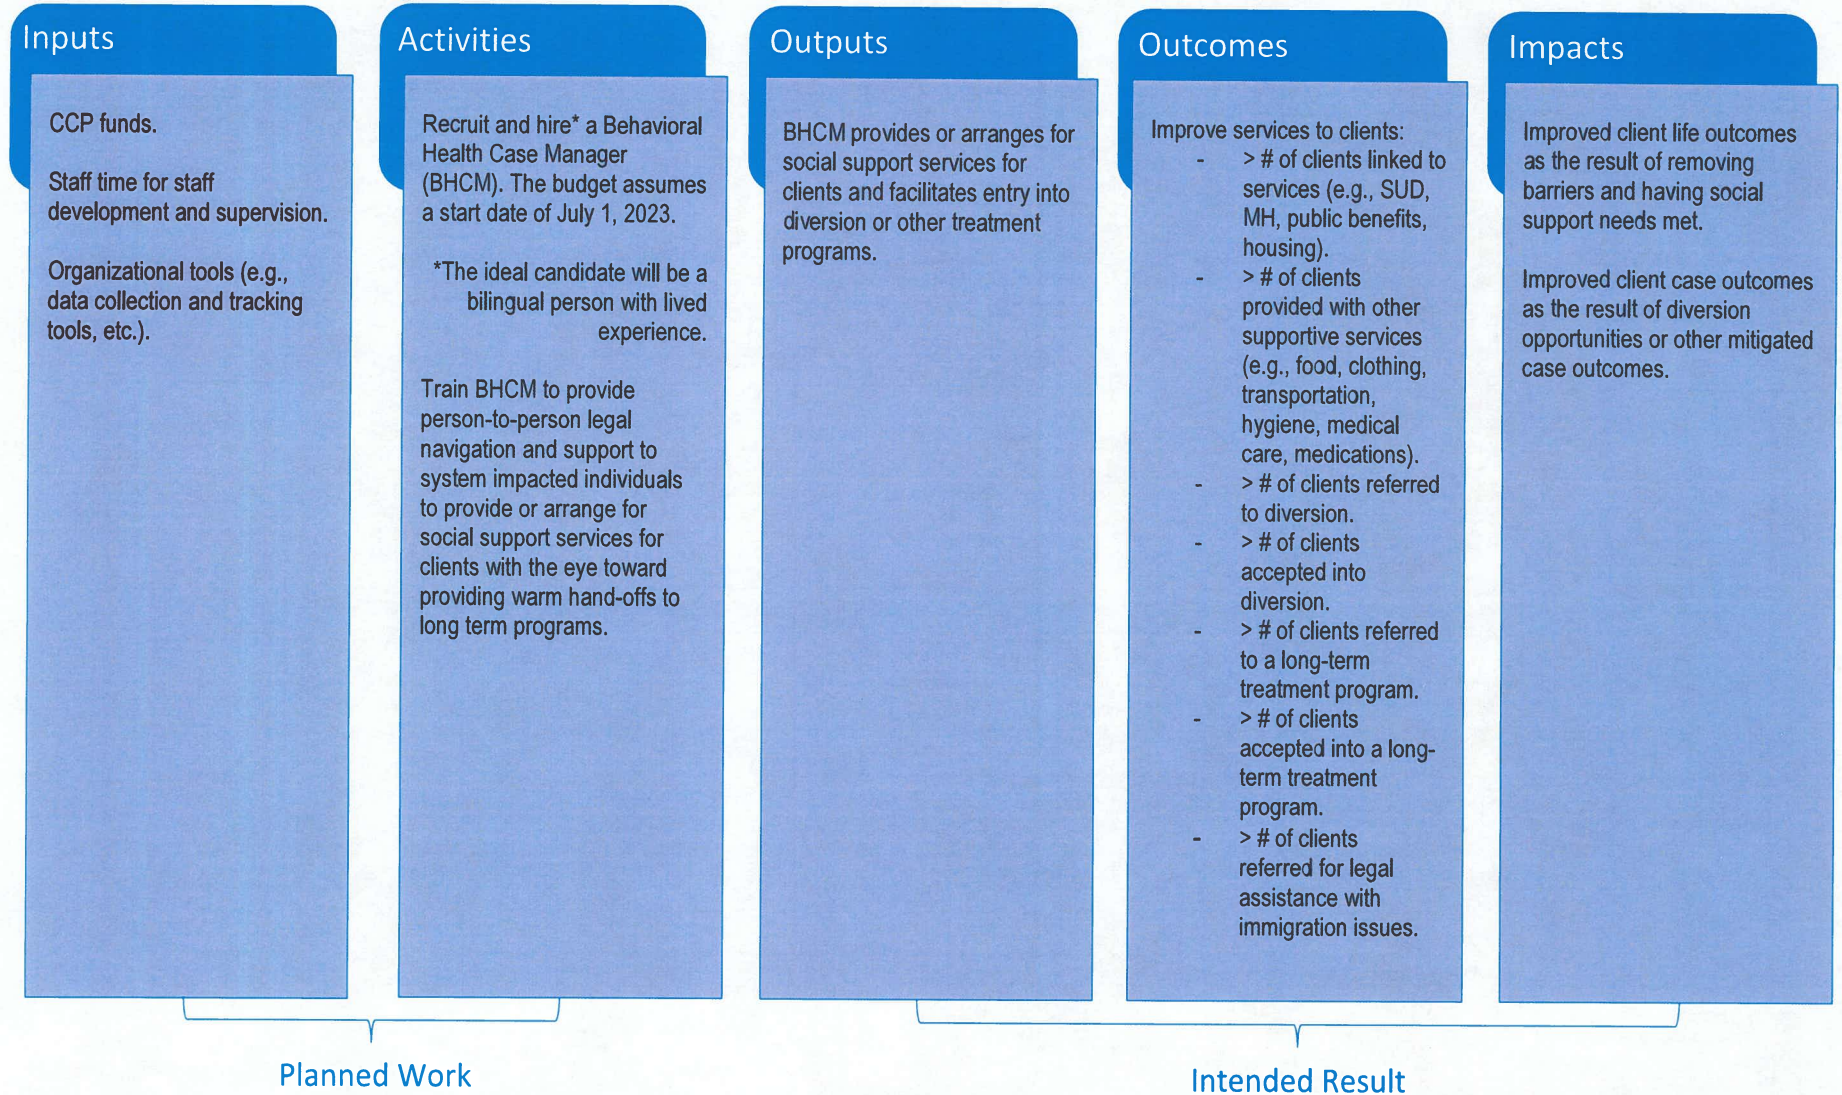 Inputs
CCP funds.
Staff time for staff
development and supervision.
Organizational tools (e.g.,
data collection and tracking
tools, etc.).
Activities
Recruit and hire* a Behavioral
Health Case Manager
(BHCM). The budget assumes
a start date of July 1, 2023.
*The ideal candidate will be a
bilingual person with lived
experience.
Train BHCM to provide
person-to-person legal
navigation and support to
system impacted individuals
to provide or arrange for
social support services for
clients with the eye toward
providing warm hand-offs to
long term programs.
Outputs
BHCM provides or arranges for
social support services for
clients and facilitates entry into
diversion or other treatment
programs.
Outcomes
Improve services to clients:
- > # of clients linked to
services (e.g., SUD,
MH, public benefits,
housing).
- > # of clients
provided with other
supportive services
(e.g., food, clothing,
transportation,
hygiene, medical
care, medications).
- > # of clients referred
to diversion.
- > # of clients
accepted into
diversion.
- > # of clients referred
to a long-term
treatment program.
- > # of clients
accepted into a long-
term treatment
program.
- > # of clients
referred for legal
assistance with
immigration issues.
Impacts
Improved client life outcomes
as the result of removing
barriers and having social
support needs met.
Improved client case outcomes
as the result of diversion
opportunities or other mitigated
case outcomes.
Planned Work
Intended Result